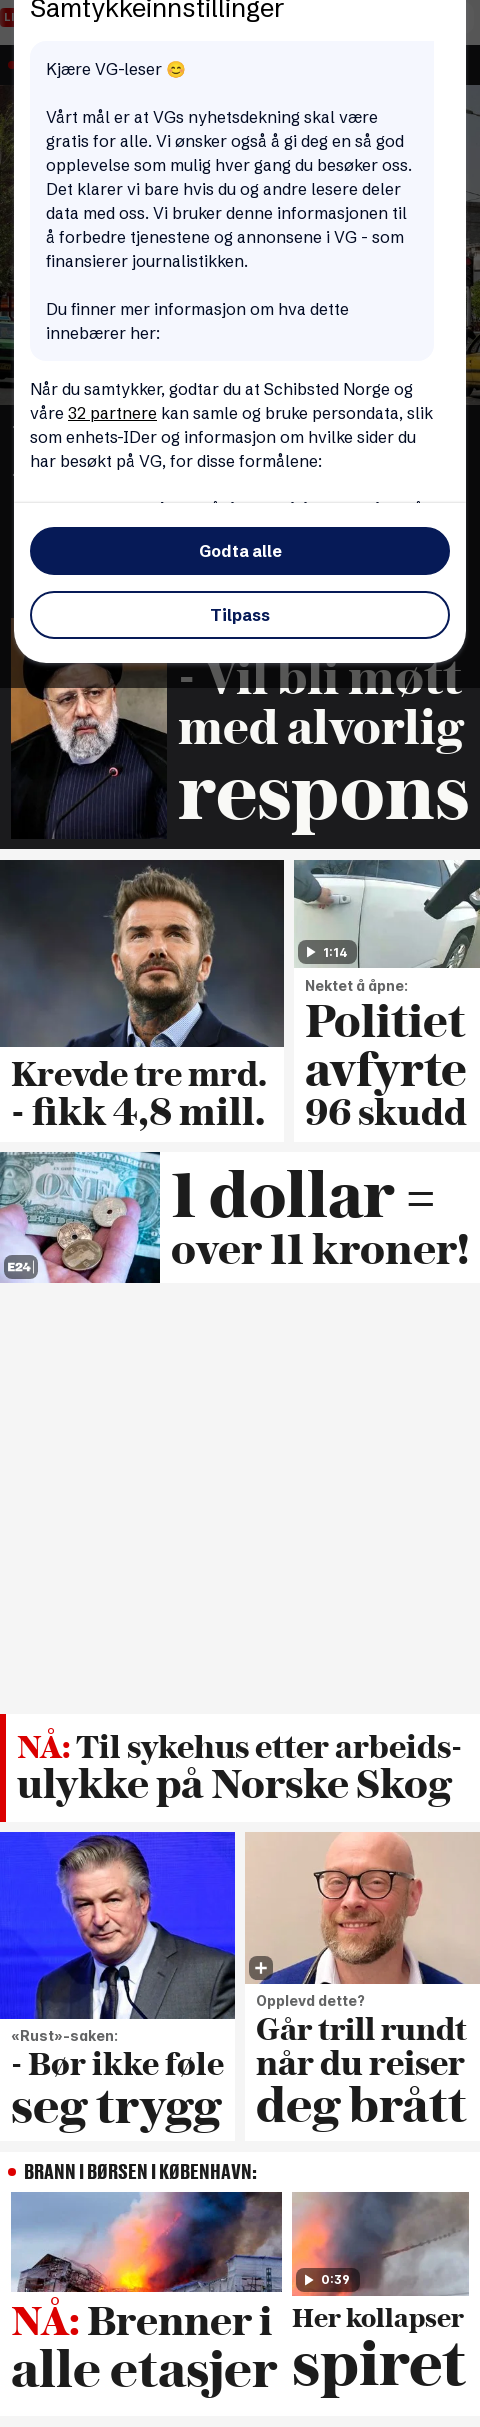 Samtykkeinnstillinger
Kjære VG-leser 😊
Vårt mål er at VGs nyhetsdekning skal være
gratis for alle. Vi ønsker også å gi deg en så god
opplevelse som mulig hver gang du besøker oss.
Det klarer vi bare hvis du og andre lesere deler
data med oss. Vi bruker denne informasjonen til
å forbedre tjenestene og annonsene i VG - som
finansierer journalistikken.
Du finner mer informasjon om hva dette
innebærer her:
Når du samtykker, godtar du at Schibsted Norge og
våre 32 partnere kan samle og bruke persondata, slik
som enhets-IDer og informasjon om hvilke sider du
har besøkt på VG, for disse formålene:
Godta alle
Tilpass
- Vil bli møtt
med alvorlig
respons
Krevde tre mrd.
- fikk 4,8 mill.
1:14
Nektet å åpne:
Politiet
avfyrte
96 skudd
ONE
E24
1 dollar =
over 11 kroner!
NÅ: Til sykehus etter arbeids-
ulykke på Norske Skog
«Rust»-saken:
- Bør ikke føle
seg trygg
Opplevd dette?
Går trill rundt
når du reiser
deg brått
BRANN I BØRSEN I KØBENHAVN:
NÅ: Brenner i
alle etasjer
0:39
Her kollapser
spiret